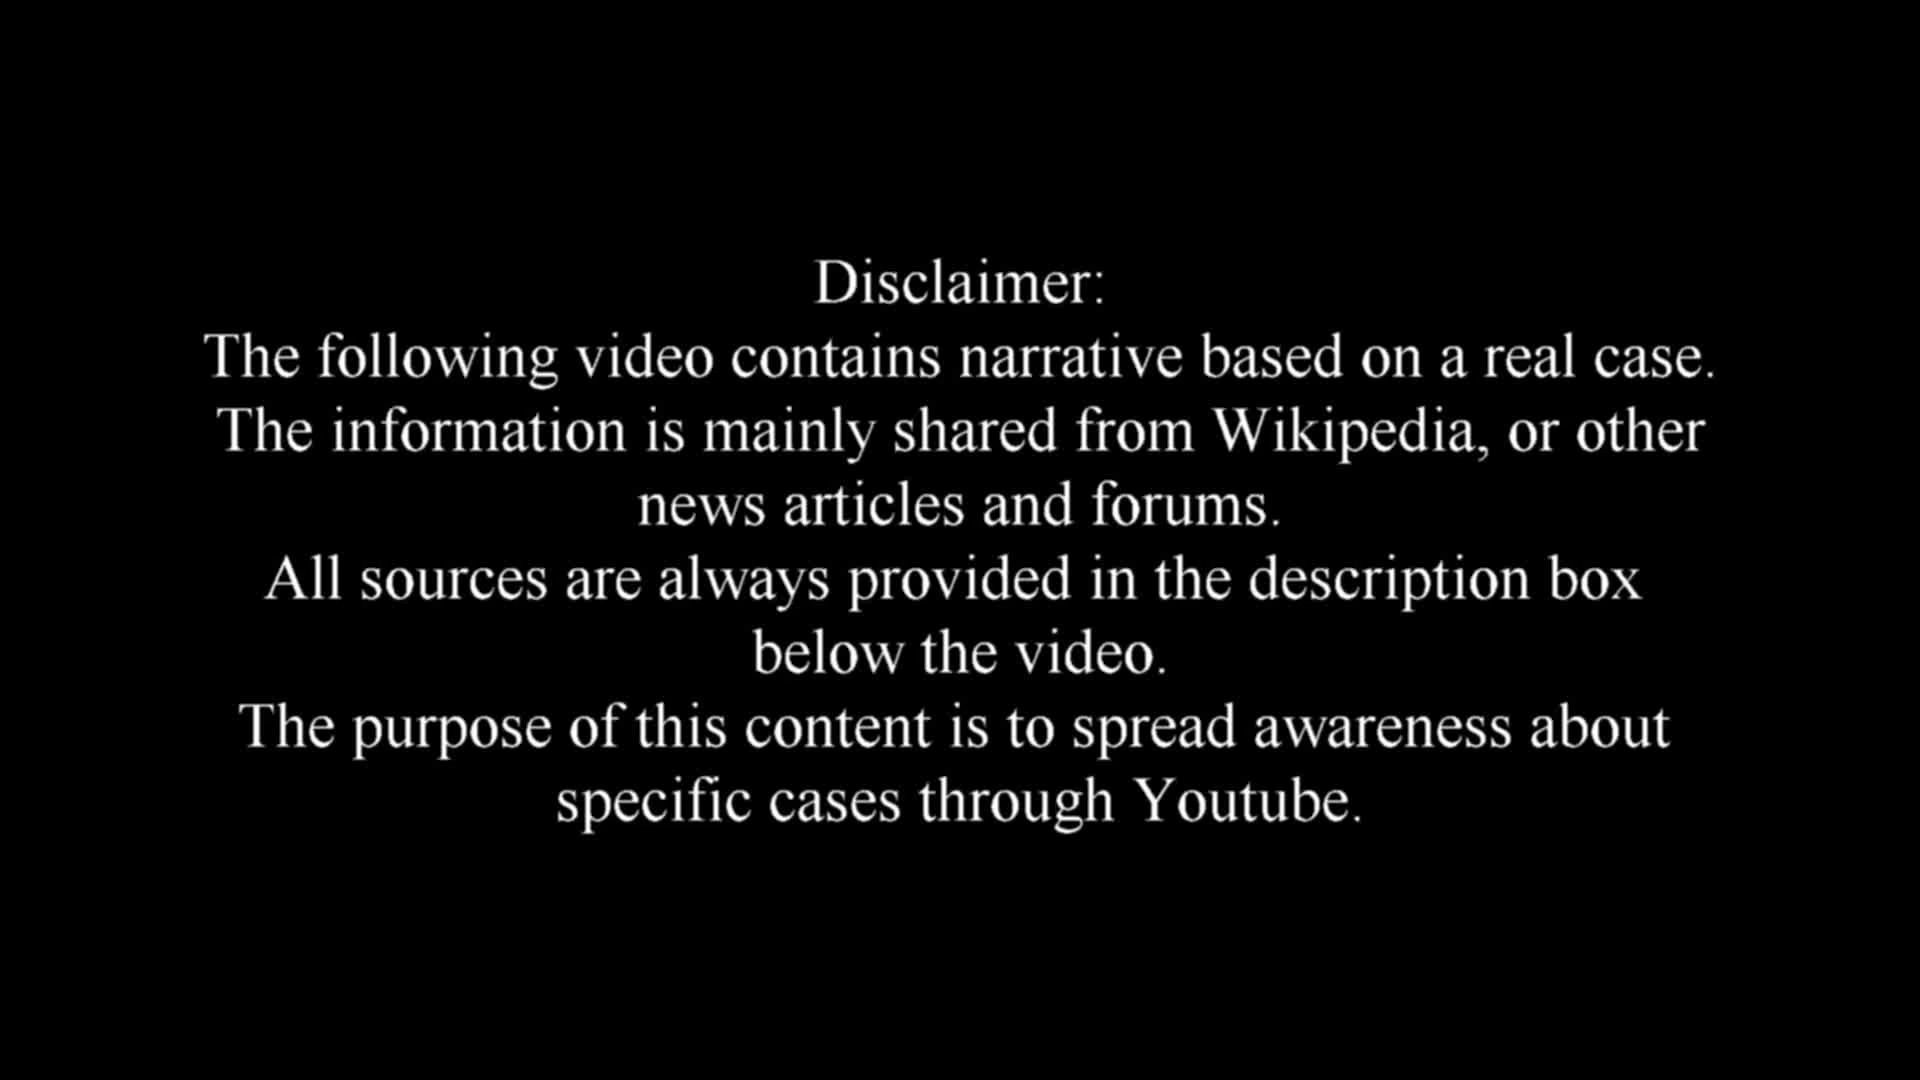 Disclaimer:
The following video contains narrative based on a real case.
The information is mainly shared from Wikipedia, or other
news articles and forums.
All sources are always provided in the description box
below the video.
The purpose of this content is to spread awareness about
specific cases through Youtube.